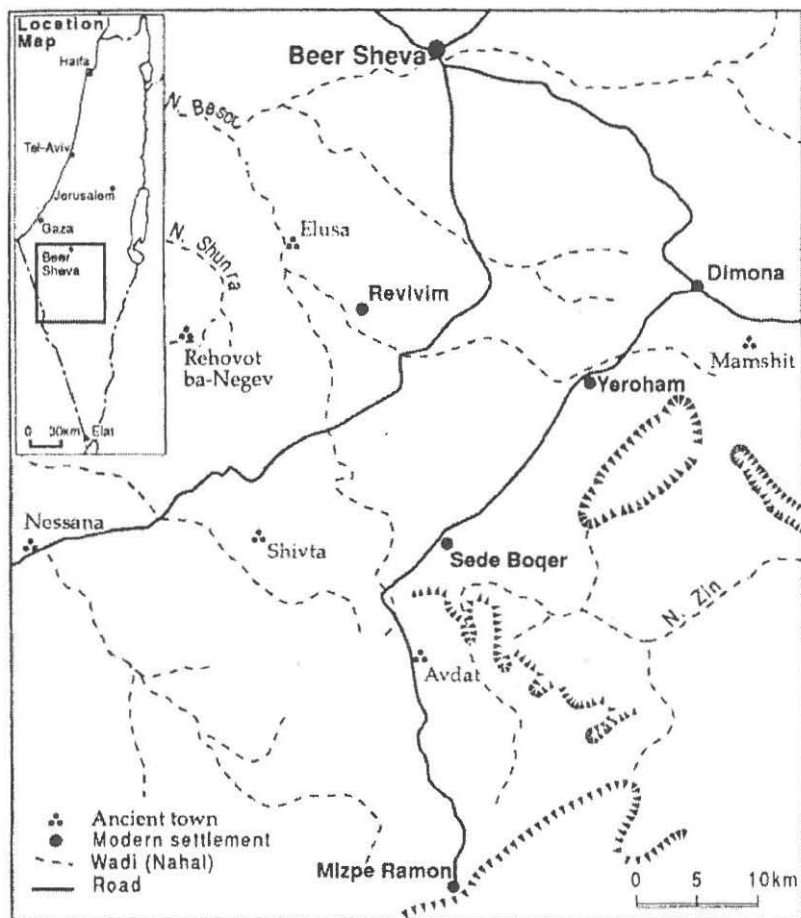 Location
Map
Haifa
Tel-Aviv
Jerusalem
Gaza
Beer
Sheva
0 30km
Elat
Beer Sheva
N. Besor
Elusa
N. Shunra
Revivim
Dimona
Rehovot
ba-Negev
Mamshit
Yeroham
Nessana
Shivta
Sede Boqer
N. Zin
Avdat
Ancient town
Modern settlement
Wadi (Nahal)
Road
Mizpe Ramon
0 5 10km